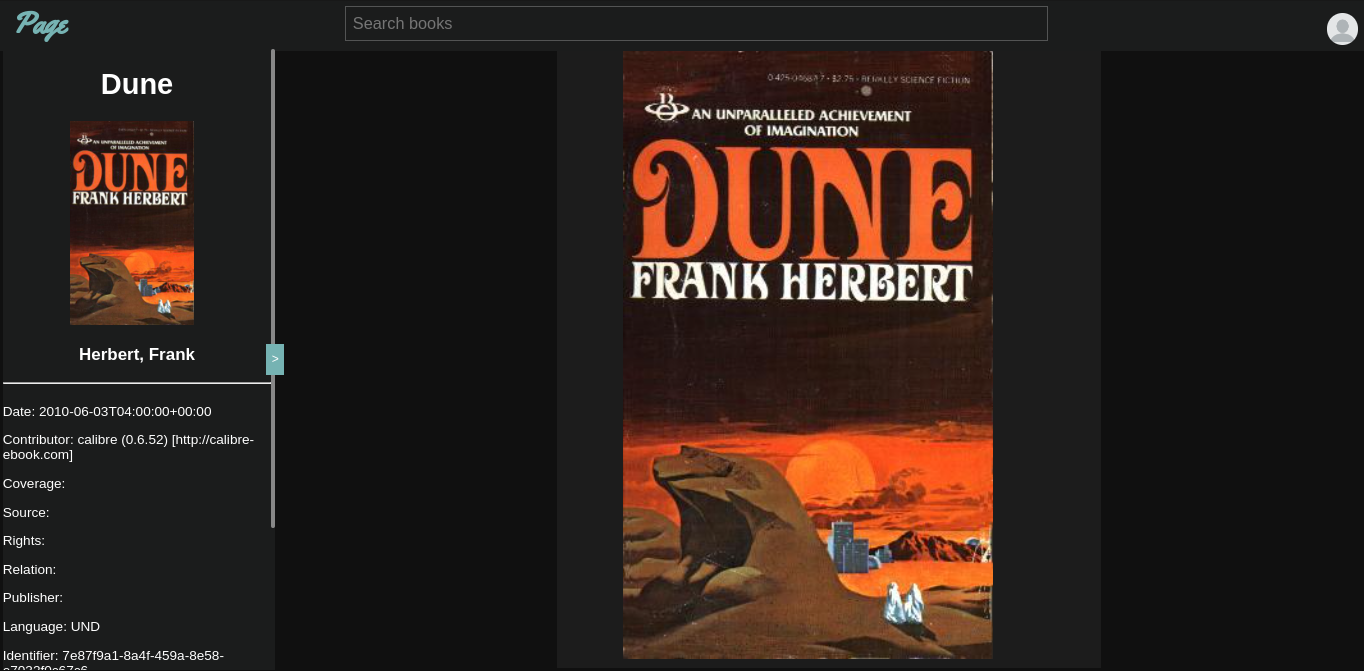 Page
Search books
Dune
AN UNPARALLELED ACHIEVEMENT
OF IMAGINATION
DUNE
FRANK HERBERT
Herbert, Frank
>
Date: 2010-06-03T04:00:00+00:00
Contributor: calibre (0.6.52) [http://calibre-
ebook.com]
Coverage:
Source:
Rights:
Relation:
Publisher:
Language: UND
Identifier: 7e87f9a1-8a4f-459a-8e58-
$2.75 • BERKLEY SCIENCE FICTION
AN UNPARALLELED ACHIEVEMENT
OF IMAGINATION
DUNE
FRANK HERBERT